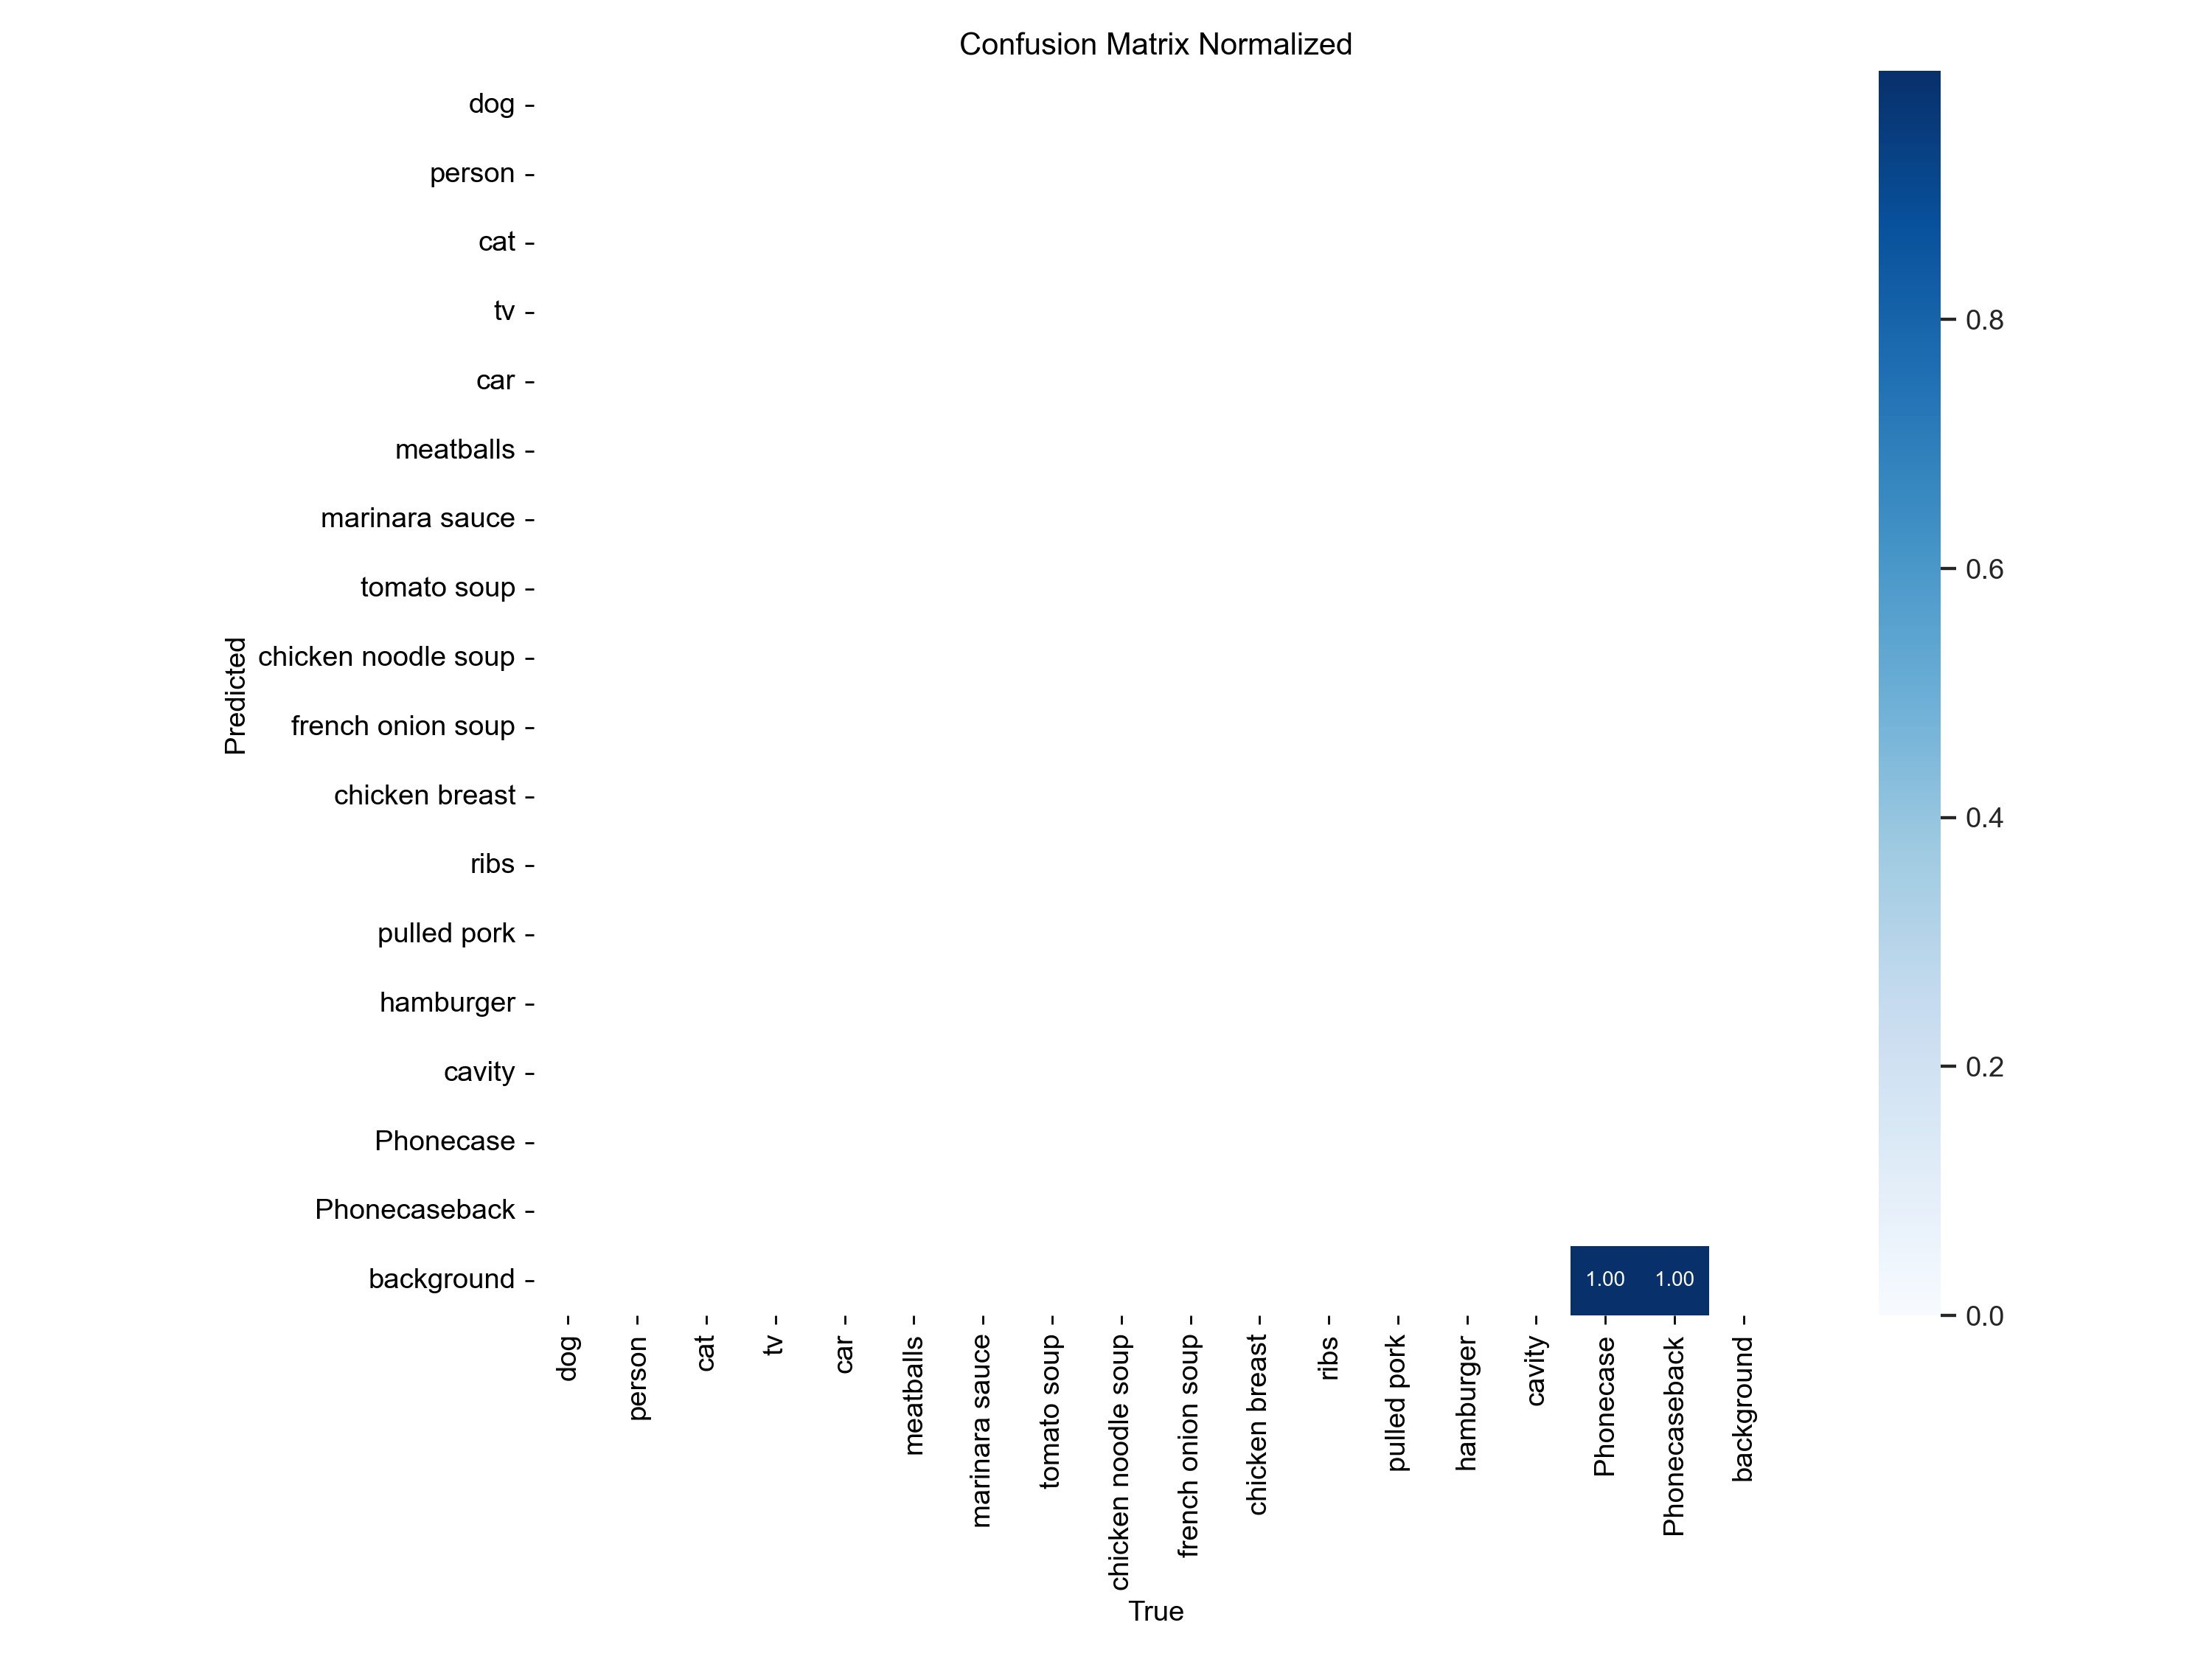 Confusion Matrix Normalized
dog
person
cat
tv
car
meatballs
marinara sauce
tomato soup
chicken noodle soup
french onion soup
chicken breast
ribs
pulled pork
hamburger
cavity
Phonecase
Phonecaseback
background
Predicted
1.00 1.00
dog
person
cat
tv
car
meatballs
marinara sauce
tomato soup
chicken noodle soup
french onion soup
chicken breast
ribs
pulled pork
hamburger
cavity
Phonecase
Phonecaseback
background
True
0.8
0.6
0.4
0.2
0.0